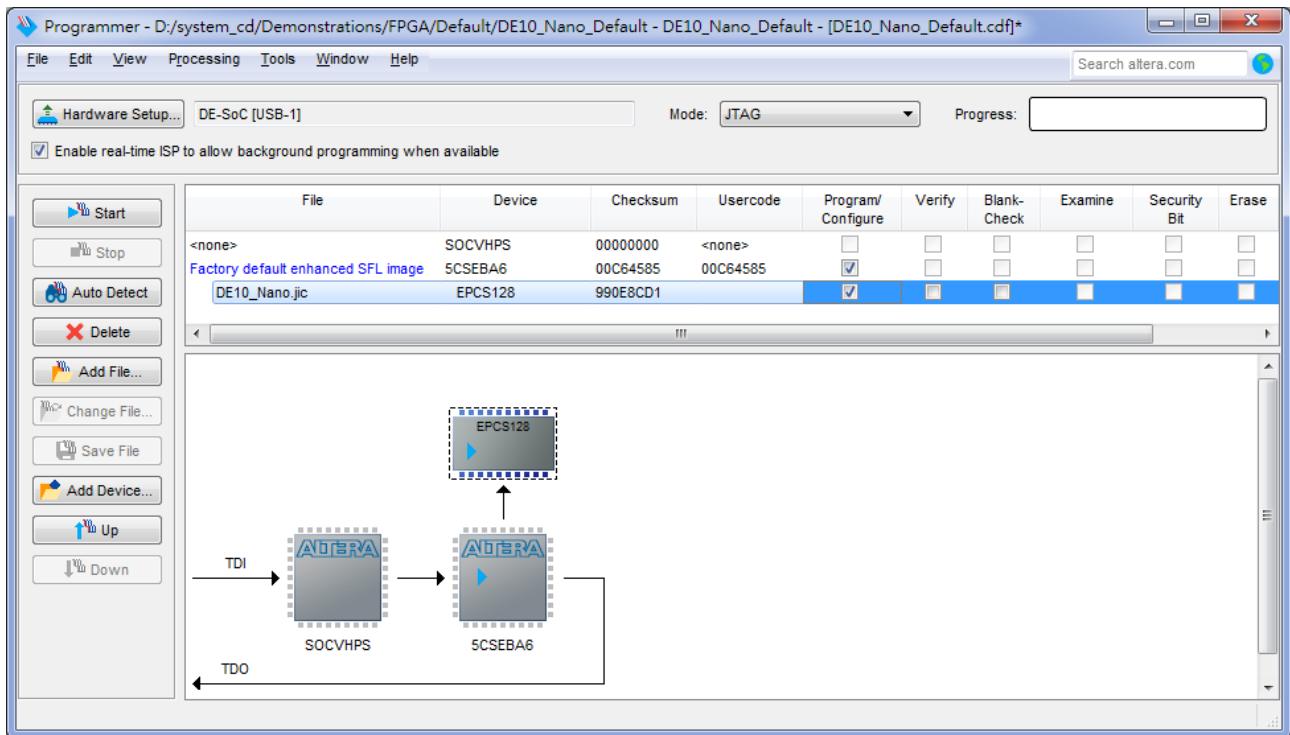 Programmer - D:/system_cd/Demonstrations/FPGA/Default/DE10_Nano_Default - DE10_Nano_Default - [DE10_Nano_Default.cdf]*
File Edit View Processing Tools Window Help Search altera.com
Hardware Setup... DE-SoC [USB-1] Mode: JTAG Progress:
Enable real-time ISP to allow background programming when available
Start
Stop
Auto Detect
Delete
Add File...
Change File...
Save File
Add Device...
Up
Down
File Device Checksum Usercode Program/ Verify Blank- Examine Security Erase
Configure Check Bit
<none> SOCVHPS 00000000 <none>
Factory default enhanced SFL image 5CSEBA6 00C64585 00C64585
DE10_Nano.jic EPCS128 990E8CD1
EPCS128
TDI ALTERA ALTERA
SOCVHPS 5CSEBA6
TDO